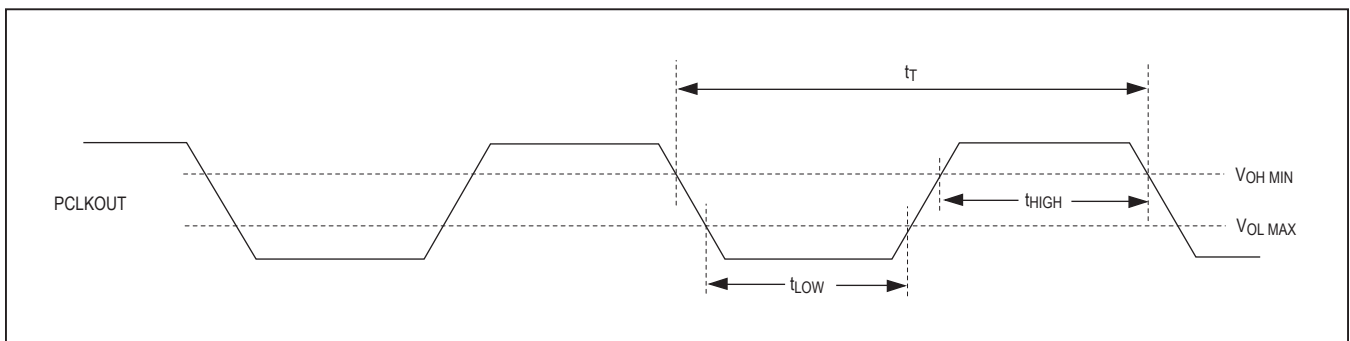 tT
VOH MIN
PCLKOUT
tHIGH
VOL MAX
tLOW